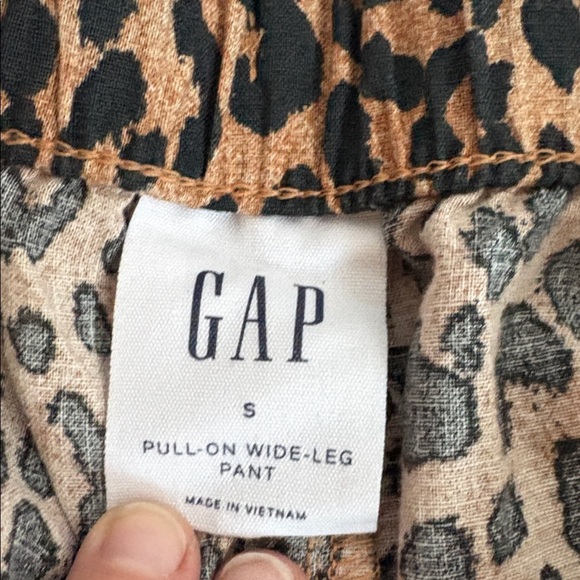 GAP
S
PULL-ON WIDE-LEG
PANT
MADE IN VIETNAM